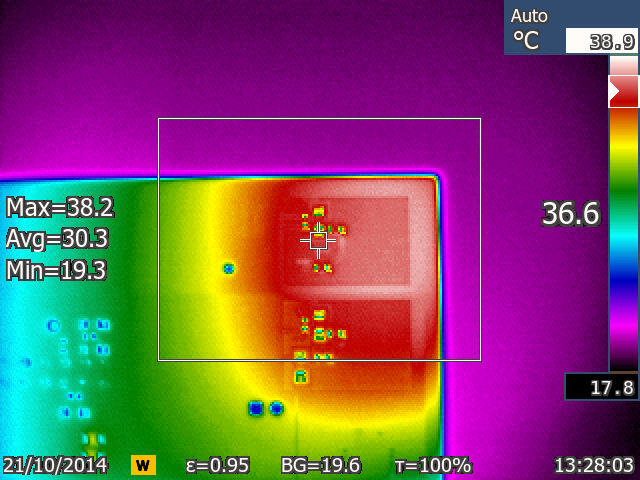 Auto
°C
38.9
Max=38.2
Avg=30.3
Min=19.3
36.6
17.8
21/10/2014 W ε=0.95 BG=19.6 τ=100% 13:28:03